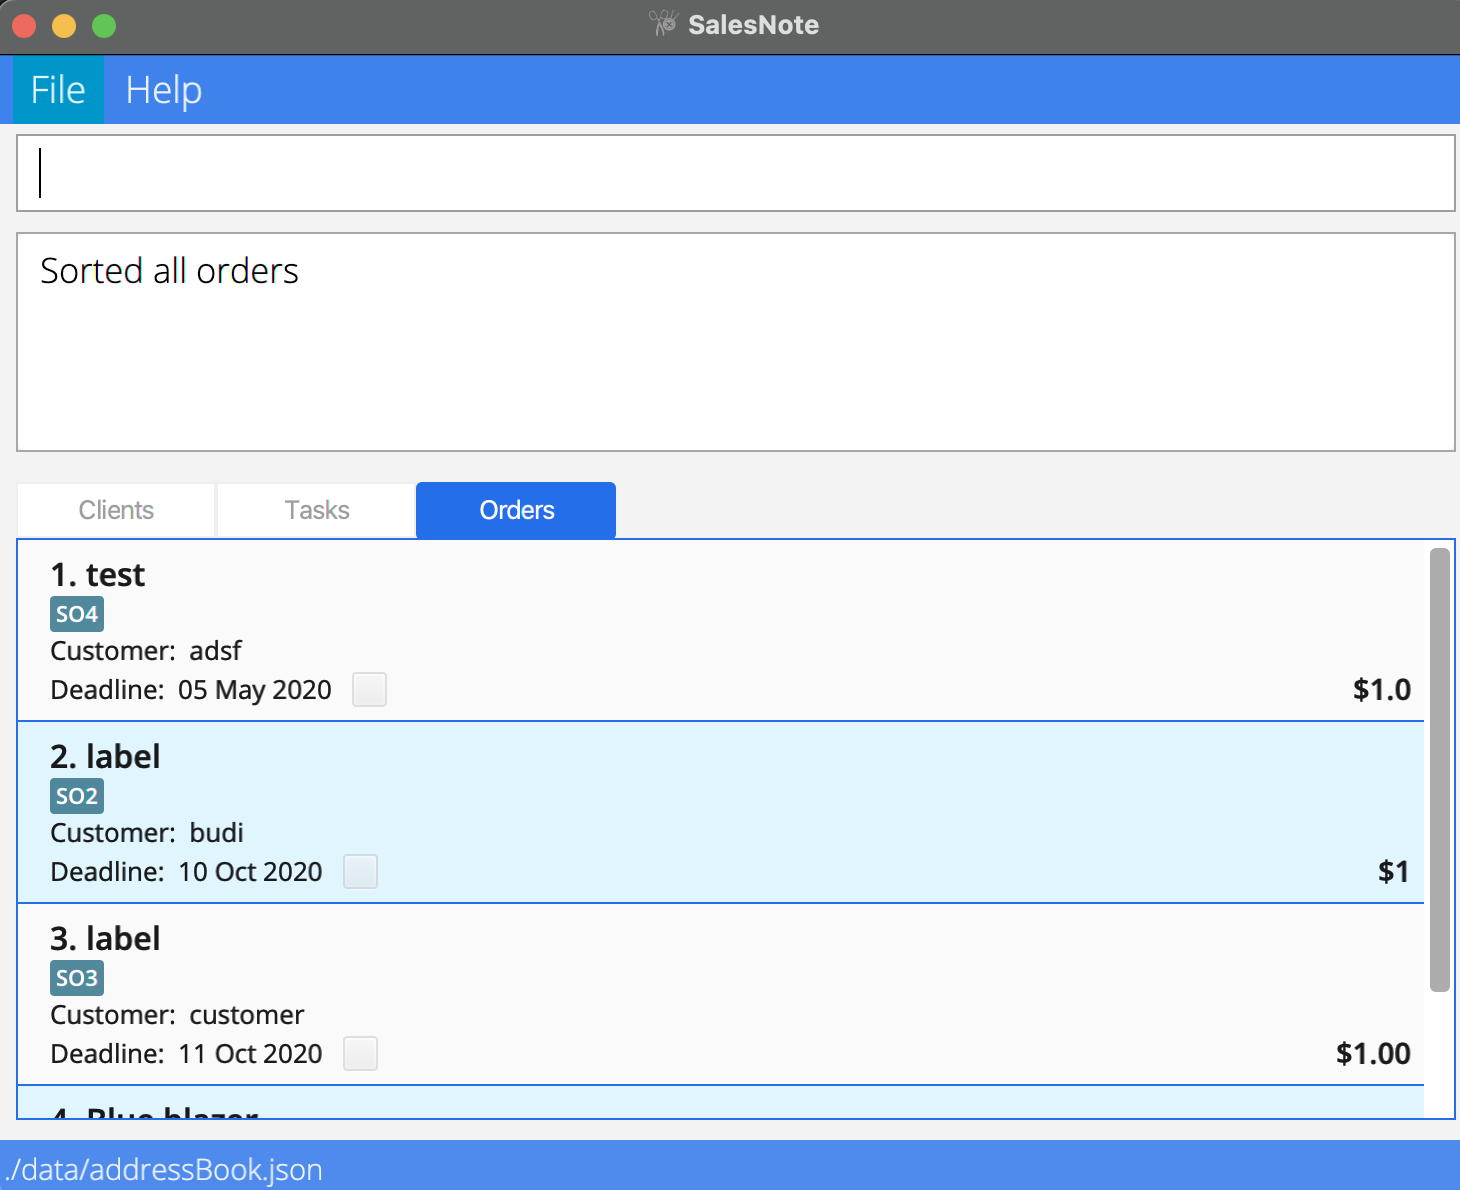 SalesNote
File Help
Sorted all orders
Clients Tasks Orders
1. test
SO4
Customer: adsf
Deadline: 05 May 2020 $1.0
2. label
SO2
Customer: budi
Deadline: 10 Oct 2020 $1
3. label
SO3
Customer: customer
Deadline: 11 Oct 2020 $1.00
4. Blue blazer
./data/addressBook.json